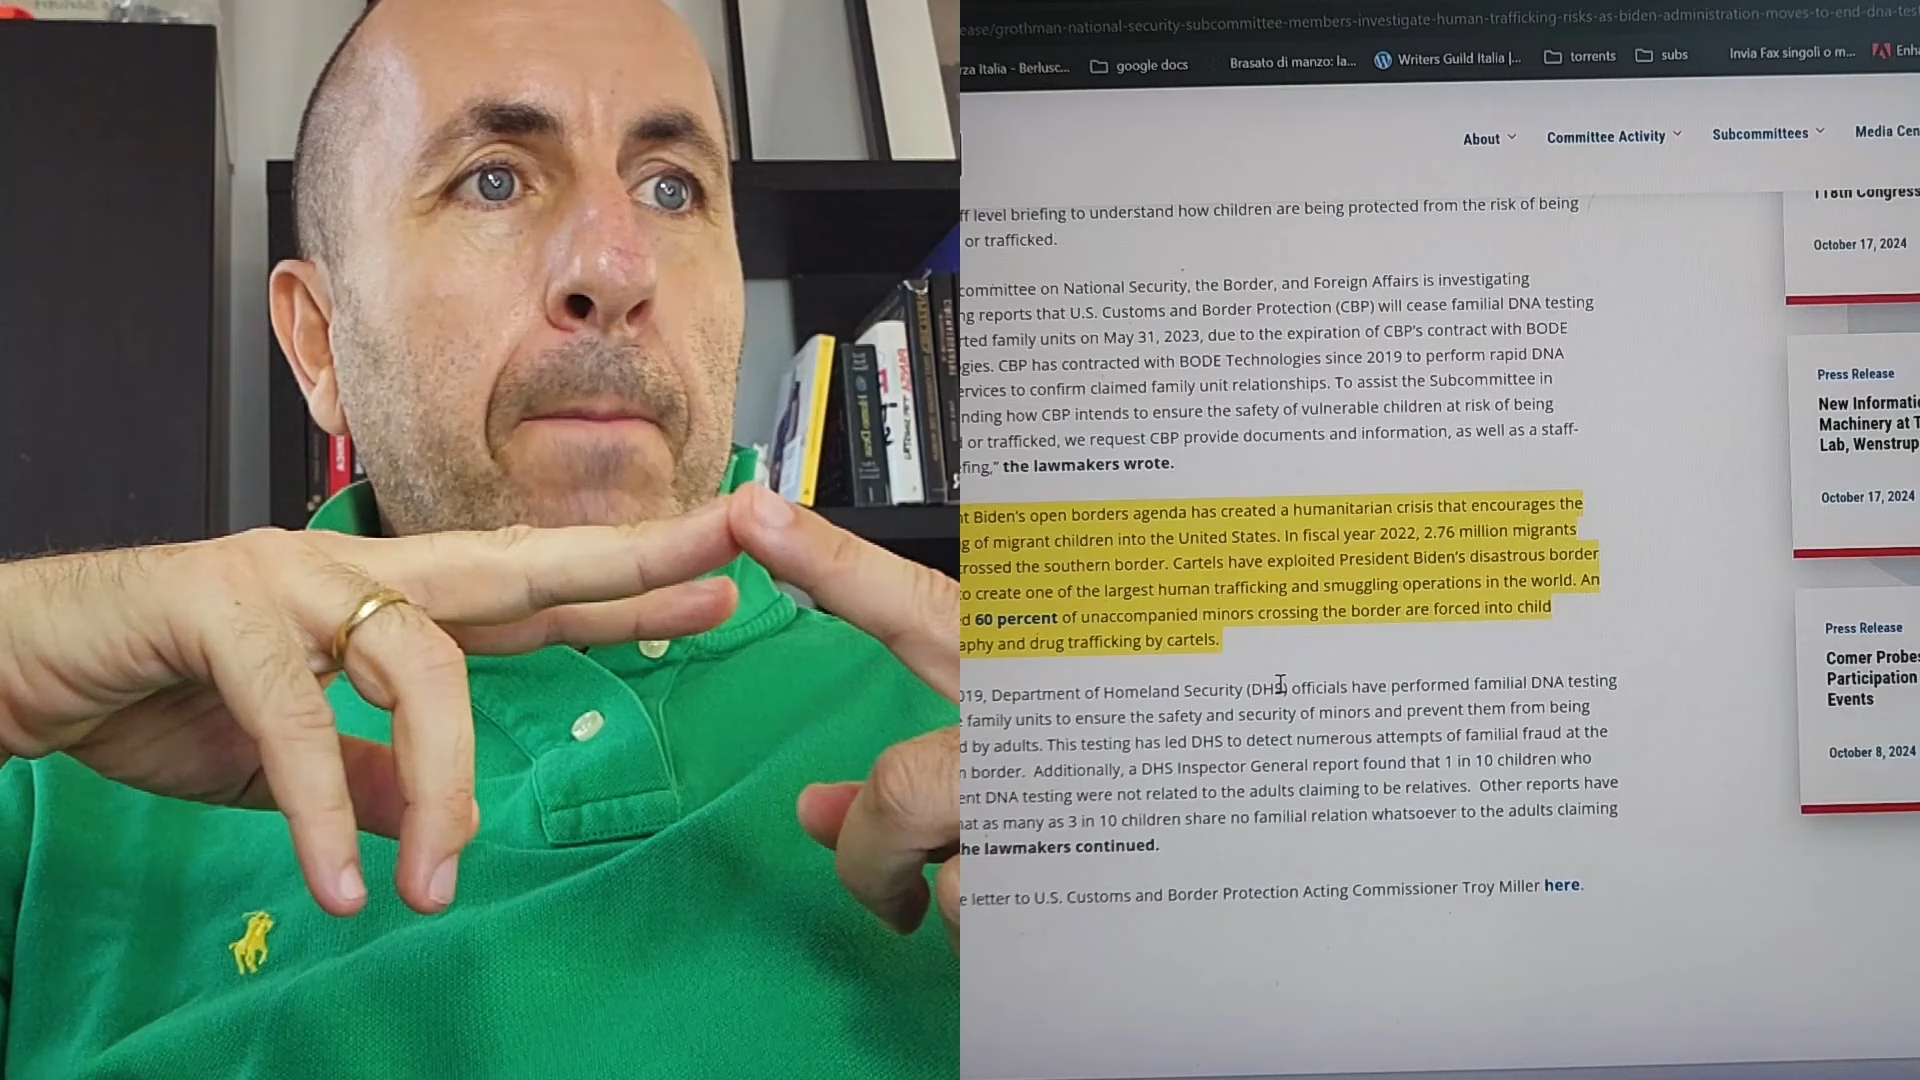 ease/grothman-national-security-subcommittee-members-investigate-human-trafficking-risks-as-biden-administration-moves-to-end-dna-test
rza Italia - Berlusc... google docs Brasato di manzo: la... Writers Guild Italia |... torrents subs Invia Fax singoli o m... Enha
About Committee Activity Subcommittees Media Cen
ff level briefing to understand how children are being protected from the risk of being
or trafficked.
committee on National Security, the Border, and Foreign Affairs is investigating
ng reports that U.S. Customs and Border Protection (CBP) will cease familial DNA testing
rted family units on May 31, 2023, due to the expiration of CBP's contract with BODE
gies. CBP has contracted with BODE Technologies since 2019 to perform rapid DNA
ervices to confirm claimed family unit relationships. To assist the Subcommittee in
nding how CBP intends to ensure the safety of vulnerable children at risk of being
d or trafficked, we request CBP provide documents and information, as well as a staff-
fing," the lawmakers wrote.
nt Biden's open borders agenda has created a humanitarian crisis that encourages the
g of migrant children into the United States. In fiscal year 2022, 2.76 million migrants
crossed the southern border. Cartels have exploited President Biden's disastrous border
to create one of the largest human trafficking and smuggling operations in the world. An
d 60 percent of unaccompanied minors crossing the border are forced into child
aphy and drug trafficking by cartels.
019, Department of Homeland Security (DHS) officials have performed familial DNA testing
e family units to ensure the safety and security of minors and prevent them from being
d by adults. This testing has led DHS to detect numerous attempts of familial fraud at the
n border. Additionally, a DHS Inspector General report found that 1 in 10 children who
ent DNA testing were not related to the adults claiming to be relatives. Other reports have
hat as many as 3 in 10 children share no familial relation whatsoever to the adults claiming
he lawmakers continued.
e letter to U.S. Customs and Border Protection Acting Commissioner Troy Miller here.
118th Congress
October 17, 2024
Press Release
New Informatio
Machinery at T
Lab, Wenstrup
October 17, 2024
Press Release
Comer Probes
Participation
Events
October 8, 2024